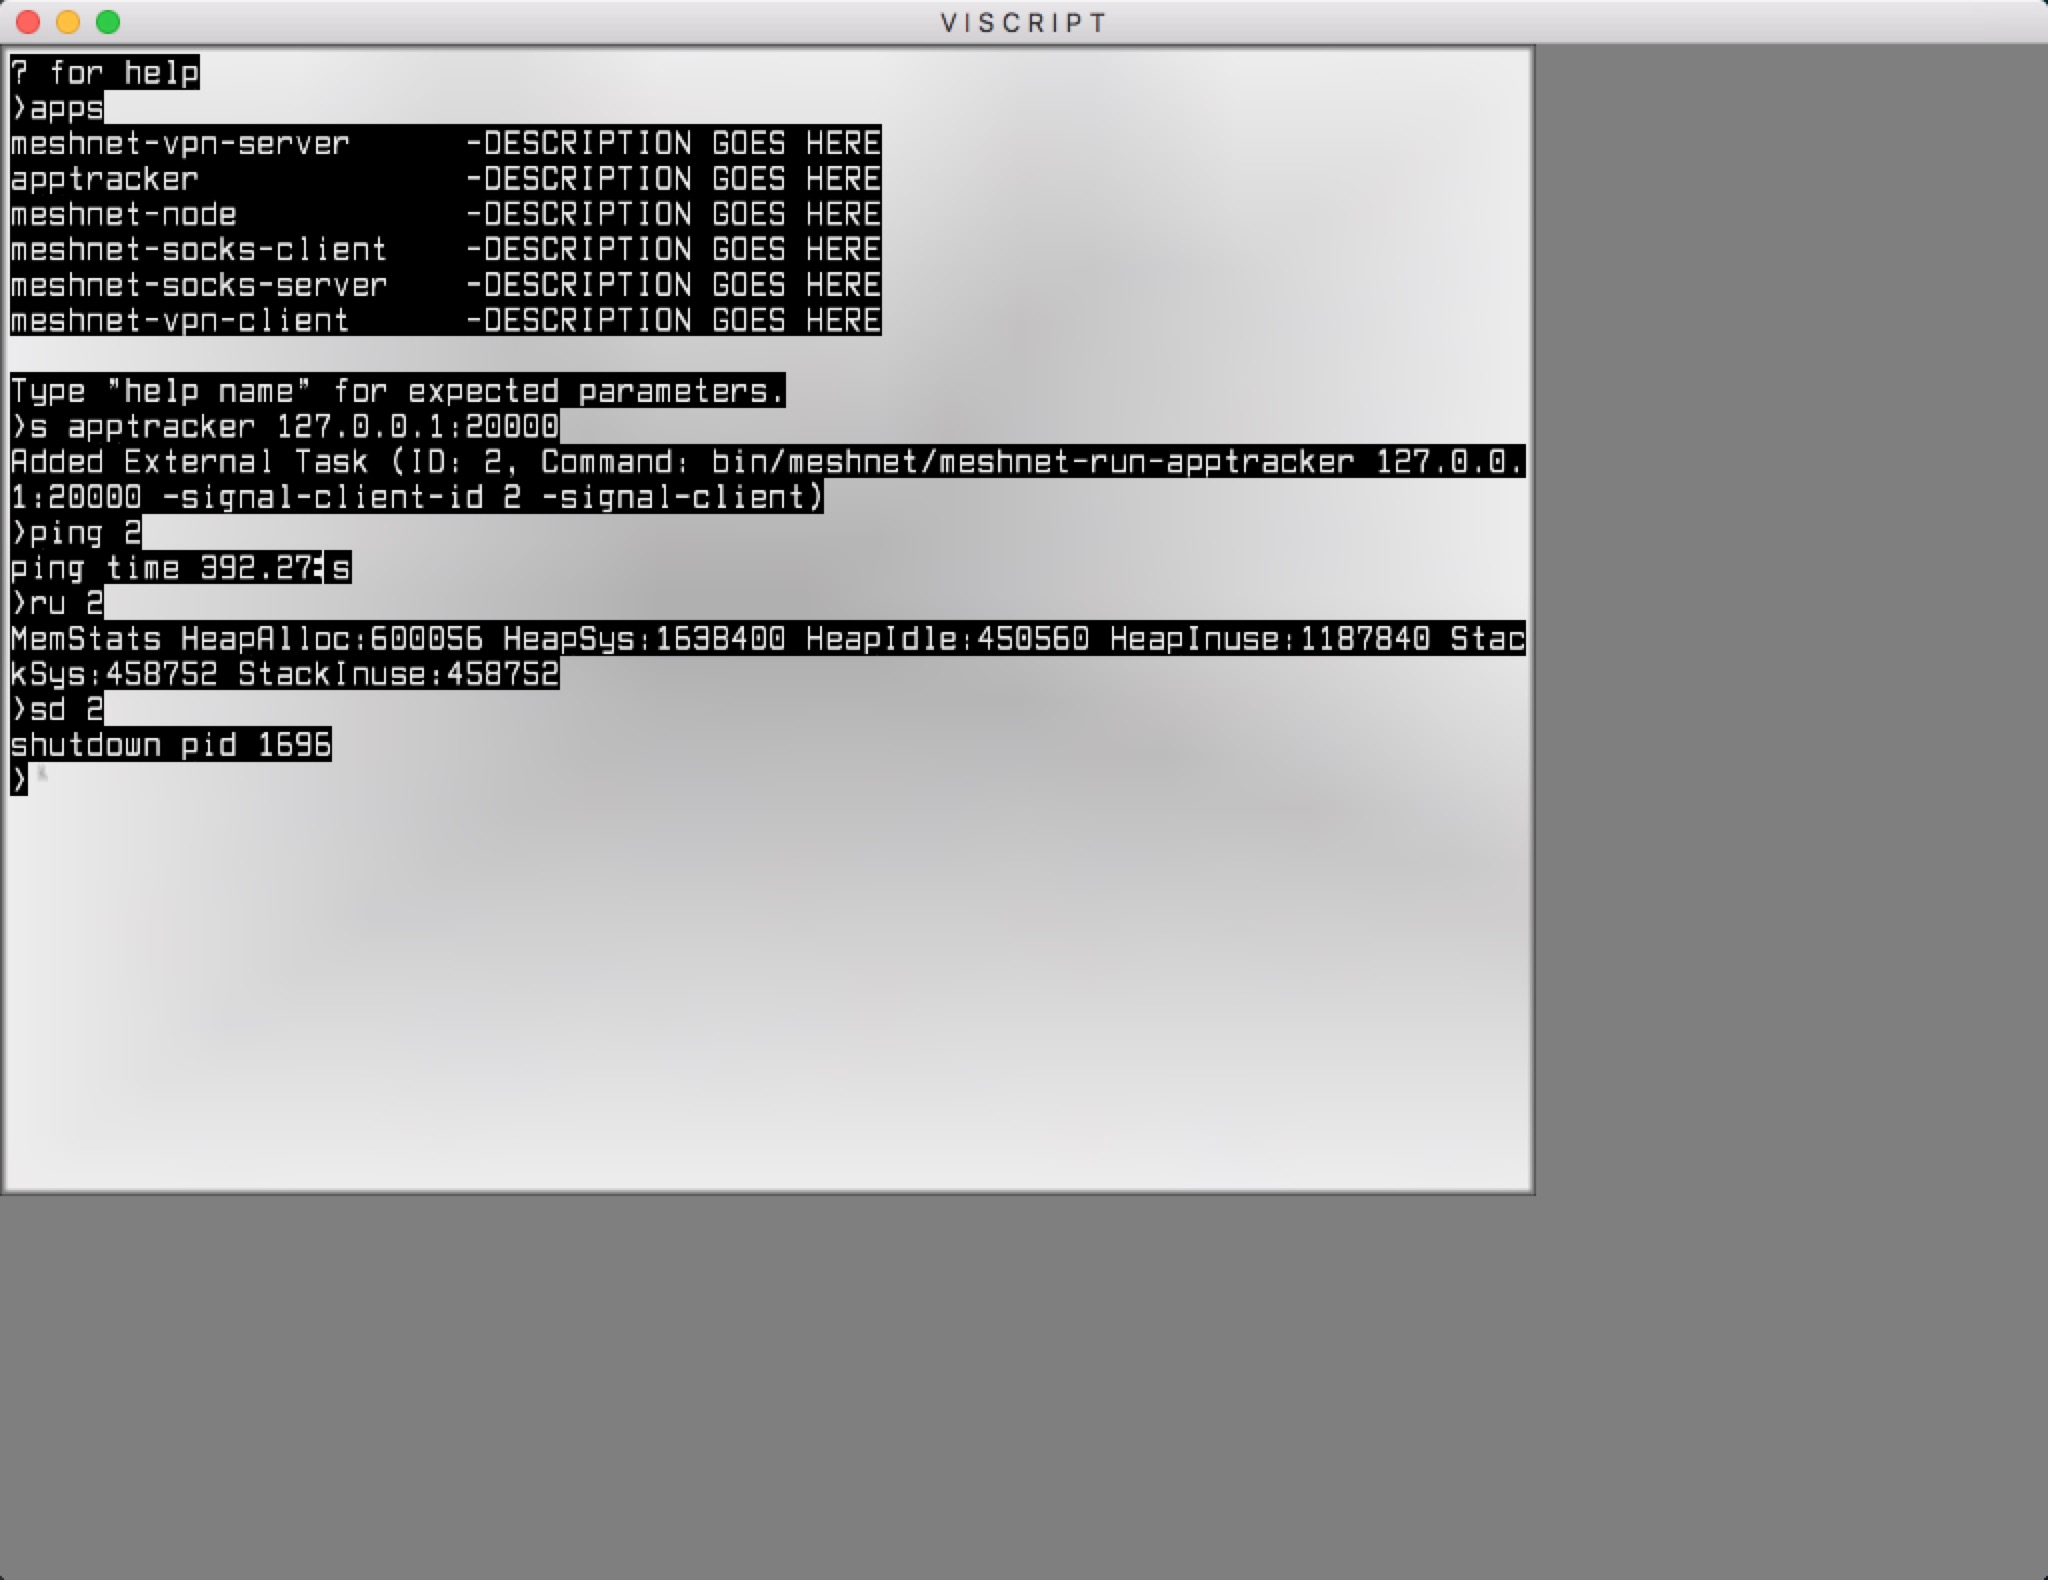 VISCRIPT
? for help
>apps
meshnet-vpn-server -DESCRIPTION GOES HERE
apptracker -DESCRIPTION GOES HERE
meshnet-node -DESCRIPTION GOES HERE
meshnet-socks-client -DESCRIPTION GOES HERE
meshnet-socks-server -DESCRIPTION GOES HERE
meshnet-vpn-client -DESCRIPTION GOES HERE
Type "help name" for expected parameters.
>s apptracker 127.0.0.1:20000
Added External Task (ID: 2, Command: bin/meshnet/meshnet-run-apptracker 127.0.0.
1:20000 -signal-client-id 2 -signal-client)
>ping 2
ping time
>ru 2
MemStats HeapAlloc:600056 HeapSys:1638400 HeapIdle:450560 HeapInuse:1187840 Stac
kSys:458752 StackInuse:458752
>sd 2
shutdown pid 1696
>